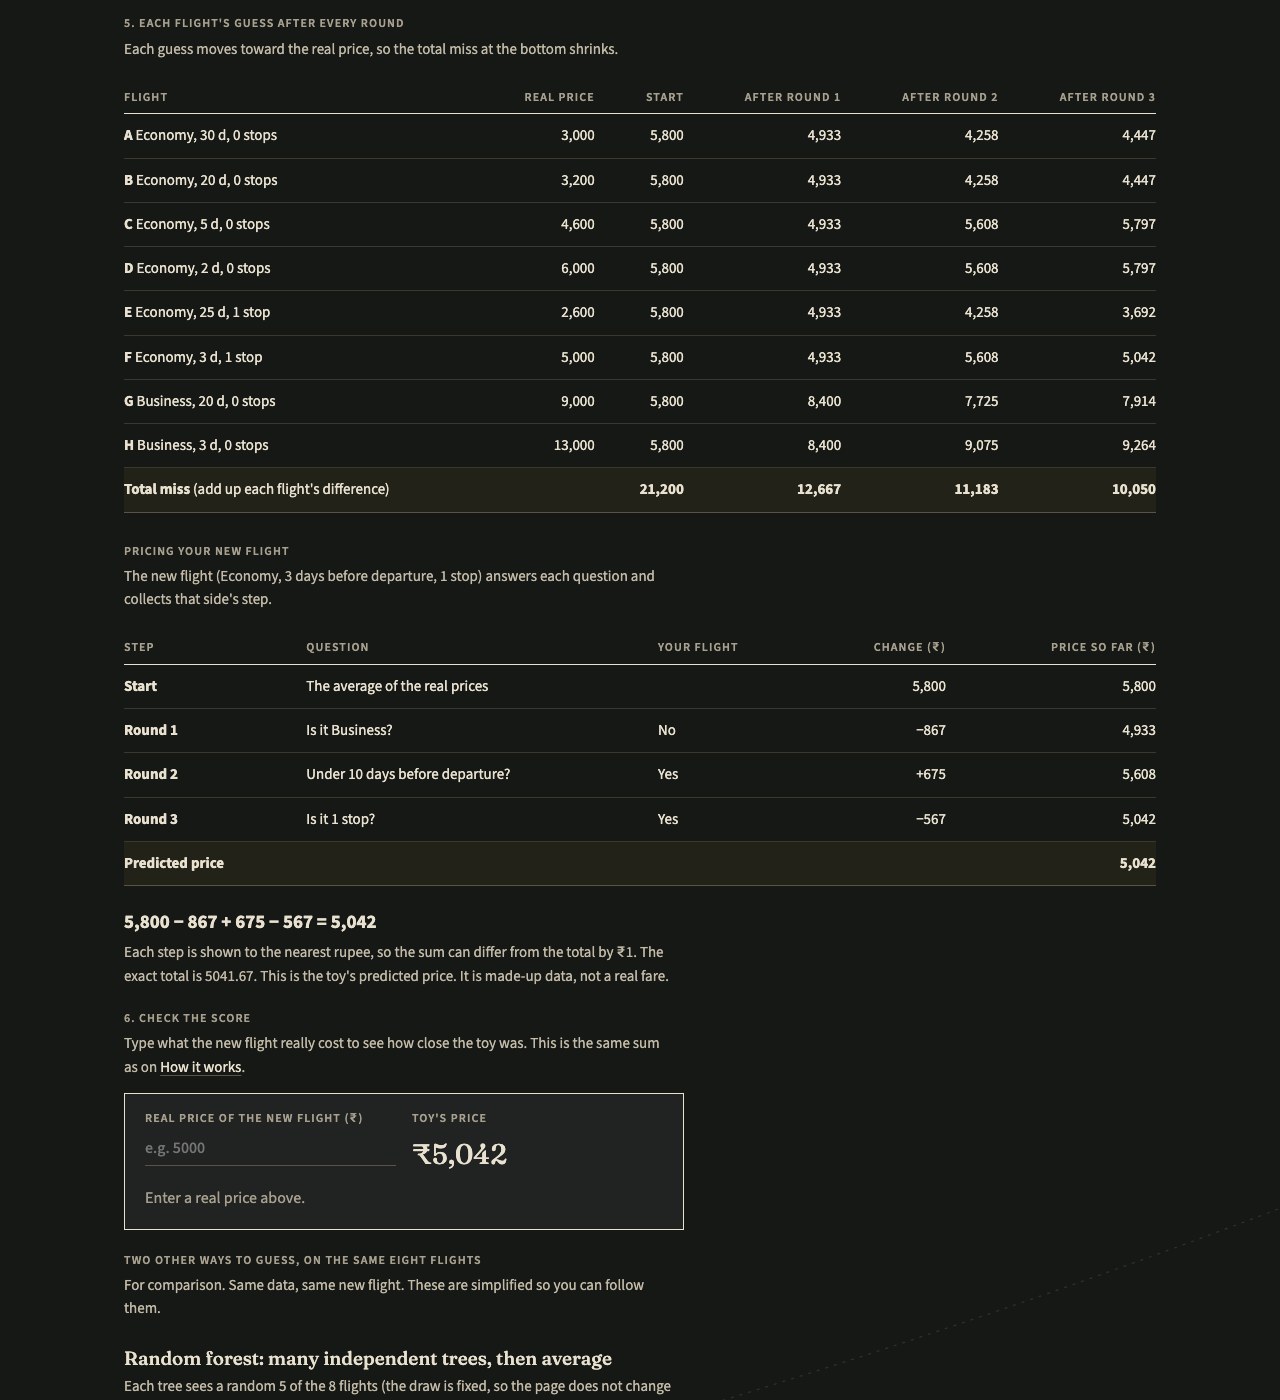 5. EACH FLIGHT'S GUESS AFTER EVERY ROUND
Each guess moves toward the real price, so the total miss at the bottom shrinks.
FLIGHT REAL PRICE START AFTER ROUND 1 AFTER ROUND 2 AFTER ROUND 3
A Economy, 30 d, 0 stops 3,000 5,800 4,933 4,258 4,447
B Economy, 20 d, 0 stops 3,200 5,800 4,933 4,258 4,447
C Economy, 5 d, 0 stops 4,600 5,800 4,933 5,608 5,797
D Economy, 2 d, 0 stops 6,000 5,800 4,933 5,608 5,797
E Economy, 25 d, 1 stop 2,600 5,800 4,933 4,258 3,692
F Economy, 3 d, 1 stop 5,000 5,800 4,933 5,608 5,042
G Business, 20 d, 0 stops 9,000 5,800 8,400 7,725 7,914
H Business, 3 d, 0 stops 13,000 5,800 8,400 9,075 9,264
Total miss (add up each flight's difference) 21,200 12,667 11,183 10,050
PRICING YOUR NEW FLIGHT
The new flight (Economy, 3 days before departure, 1 stop) answers each question and
collects that side's step.
STEP QUESTION YOUR FLIGHT CHANGE (₹) PRICE SO FAR (₹)
Start The average of the real prices 5,800 5,800
Round 1 Is it Business? No −867 4,933
Round 2 Under 10 days before departure? Yes +675 5,608
Round 3 Is it 1 stop? Yes −567 5,042
Predicted price 5,042
5,800 − 867 + 675 − 567 = 5,042
Each step is shown to the nearest rupee, so the sum can differ from the total by ₹1. The
exact total is 5041.67. This is the toy's predicted price. It is made-up data, not a real fare.
6. CHECK THE SCORE
Type what the new flight really cost to see how close the toy was. This is the same sum
as on How it works.
REAL PRICE OF THE NEW FLIGHT (₹) TOY'S PRICE
e.g. 5000 ₹5,042
Enter a real price above.
TWO OTHER WAYS TO GUESS, ON THE SAME EIGHT FLIGHTS
For comparison. Same data, same new flight. These are simplified so you can follow
them.
Random forest: many independent trees, then average
Each tree sees a random 5 of the 8 flights (the draw is fixed, so the page does not change